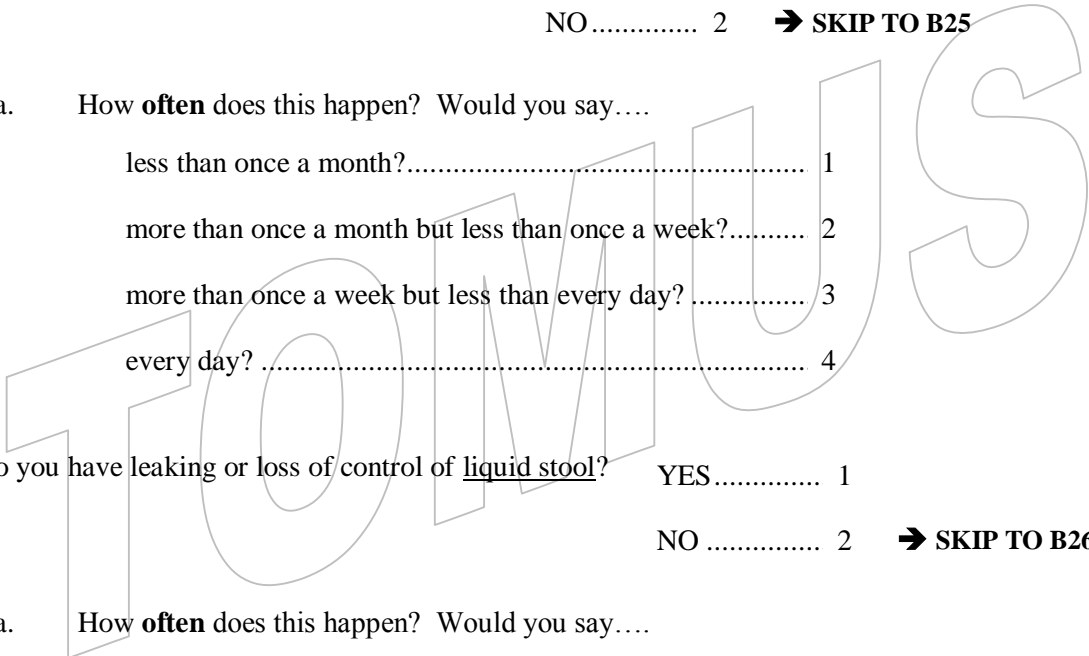 NO.............. 2 ➔ SKIP TO B25
a. How often does this happen? Would you say….
less than once a month?.................................................... 1
more than once a month but less than once a week?.......... 2
more than once a week but less than every day? ............... 3
every day? ....................................................................... 4
o you have leaking or loss of control of liquid stool? YES.............. 1
NO ............... 2 ➔ SKIP TO B26
a. How often does this happen? Would you say….
TOMUS